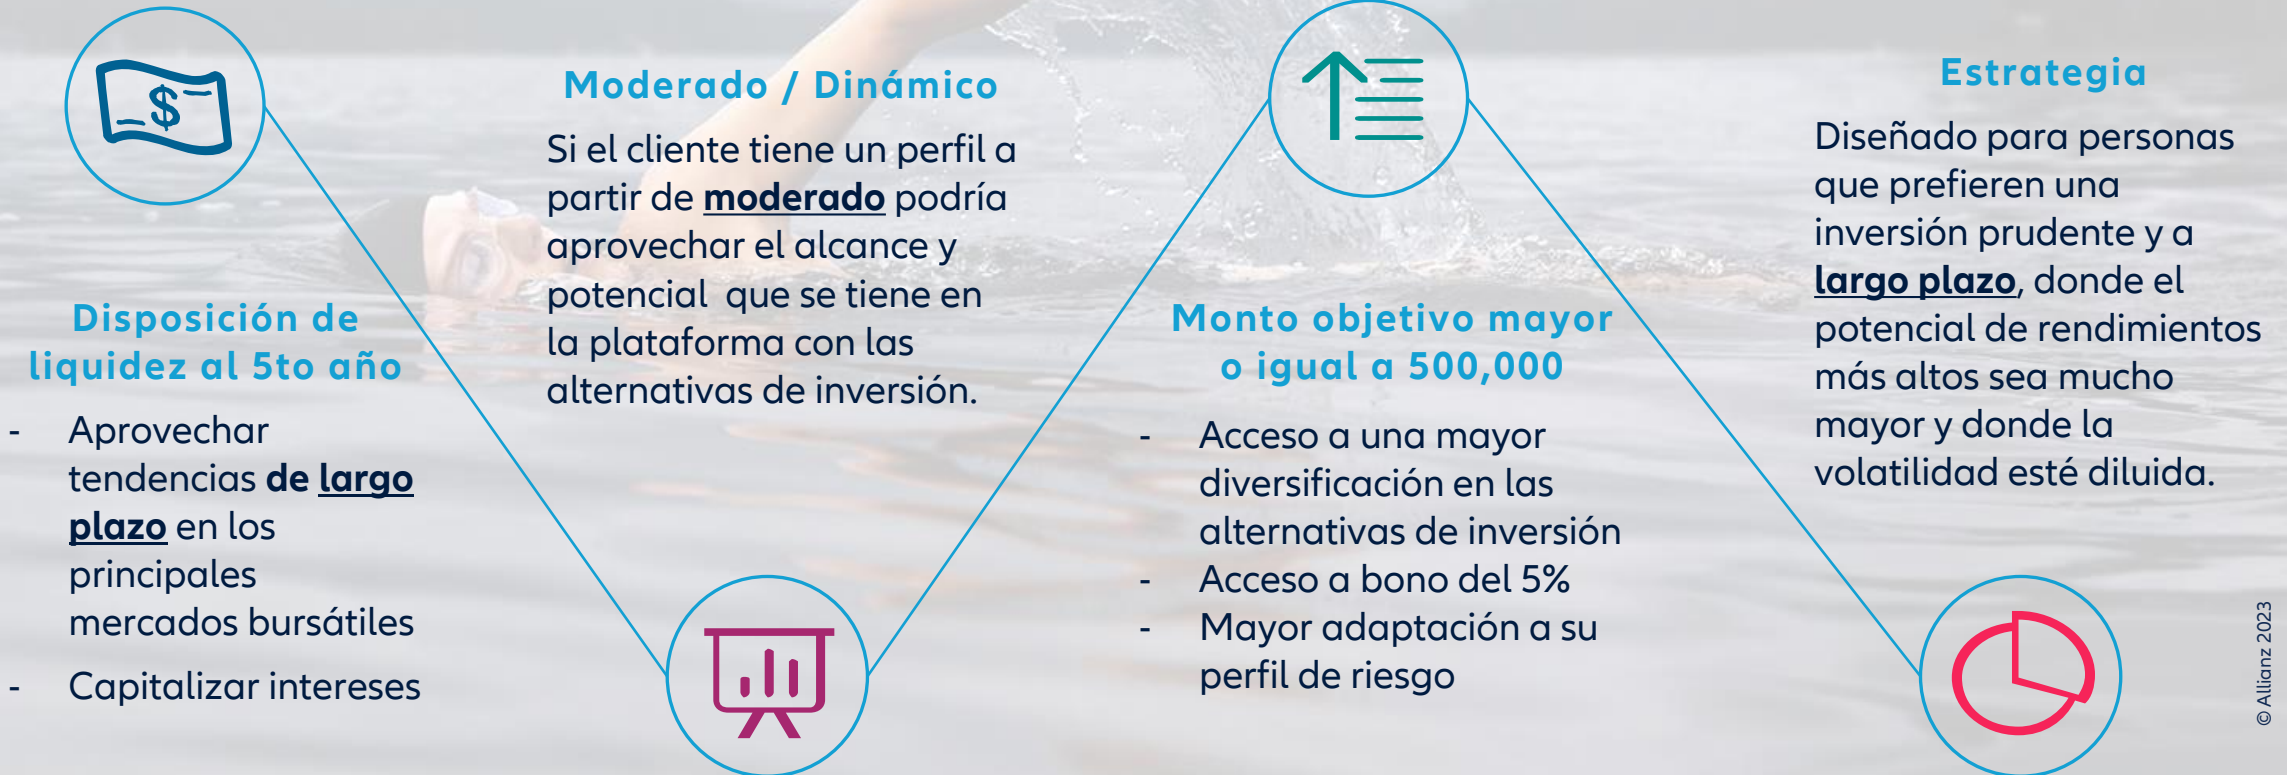 Disposición de
liquidez al 5to año
- Aprovechar
tendencias de largo
plazo en los
principales
mercados bursátiles
- Capitalizar intereses
Moderado / Dinámico
Si el cliente tiene un perfil a
partir de moderado podría
aprovechar el alcance y
potencial que se tiene en
la plataforma con las
alternativas de inversión.
Monto objetivo mayor
o igual a 500,000
- Acceso a una mayor
diversificación en las
alternativas de inversión
- Acceso a bono del 5%
- Mayor adaptación a su
perfil de riesgo
Estrategia
Diseñado para personas
que prefieren una
inversión prudente y a
largo plazo, donde el
potencial de rendimientos
más altos sea mucho
mayor y donde la
volatilidad esté diluida.
© Allianz 2023
$